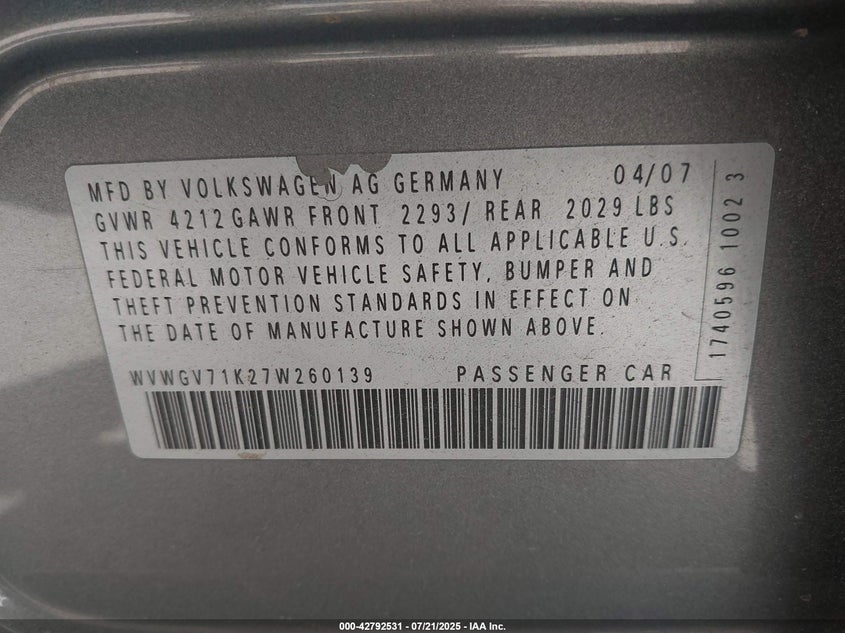 MFD BY VOLKSWAGEN AG GERMANY 04/07
GVWR 4212 GAWR FRONT 2293/ REAR 2029 LBS
THIS VEHICLE CONFORMS TO ALL APPLICABLE U.S.
FEDERAL MOTOR VEHICLE SAFETY, BUMPER AND
THEFT PREVENTION STANDARDS IN EFFECT ON
THE DATE OF MANUFACTURE SHOWN ABOVE.
WVWGV71K27W260139 PASSENGER CAR
1740596 1002 3
000-42792531 - 07/21/2025 - IAA Inc.